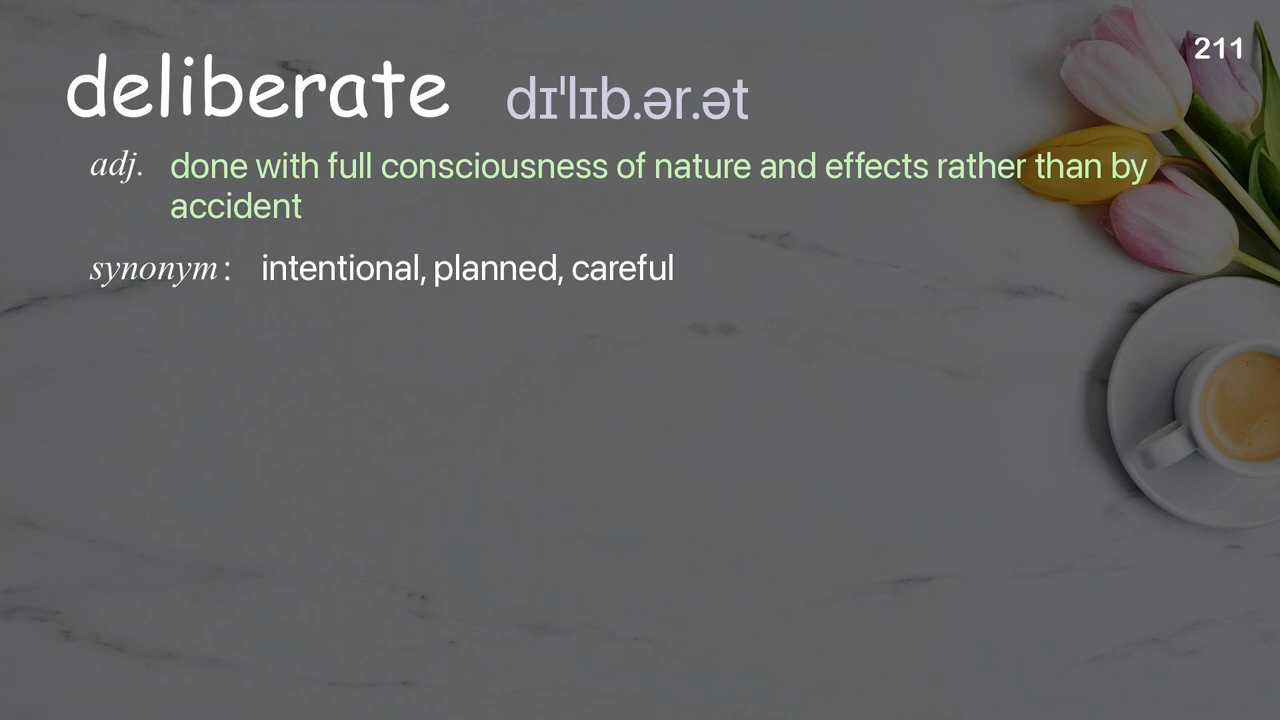 211
deliberate dɪˈlɪb.ər.ət
adj. done with full consciousness of nature and effects rather than by
accident
synonym: intentional, planned, careful